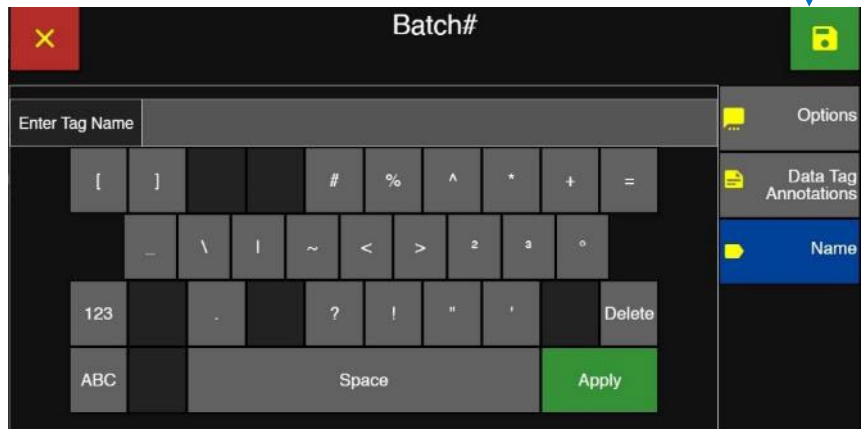 Batch#
Options
Enter Tag Name
[ ] # % ^ * + =
Data Tag
Annotations
_ \ | ~ < > ² ³ °
Name
123 . ? ! " ' Delete
ABC Space Apply